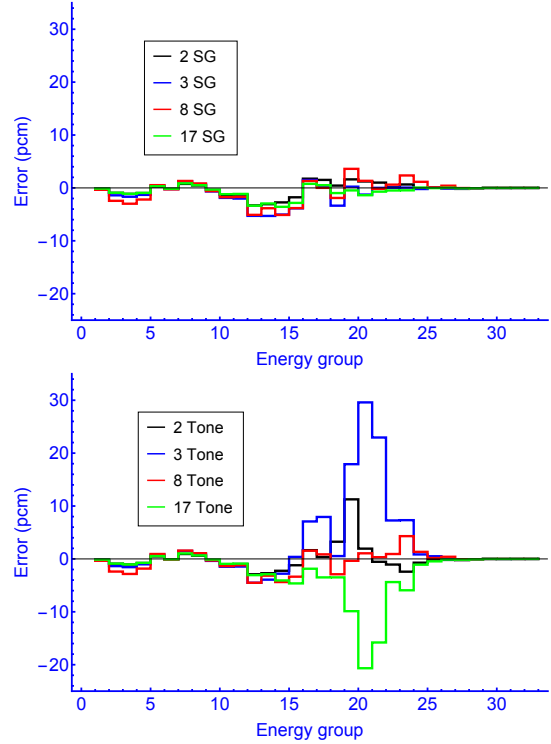 30
20
10
0
−10
−20
Error (pcm)
2 SG
3 SG
8 SG
17 SG
0 5 10 15 20 25 30
Energy group
30
20
10
0
−10
−20
Error (pcm)
2 Tone
3 Tone
8 Tone
17 Tone
0 5 10 15 20 25 30
Energy group